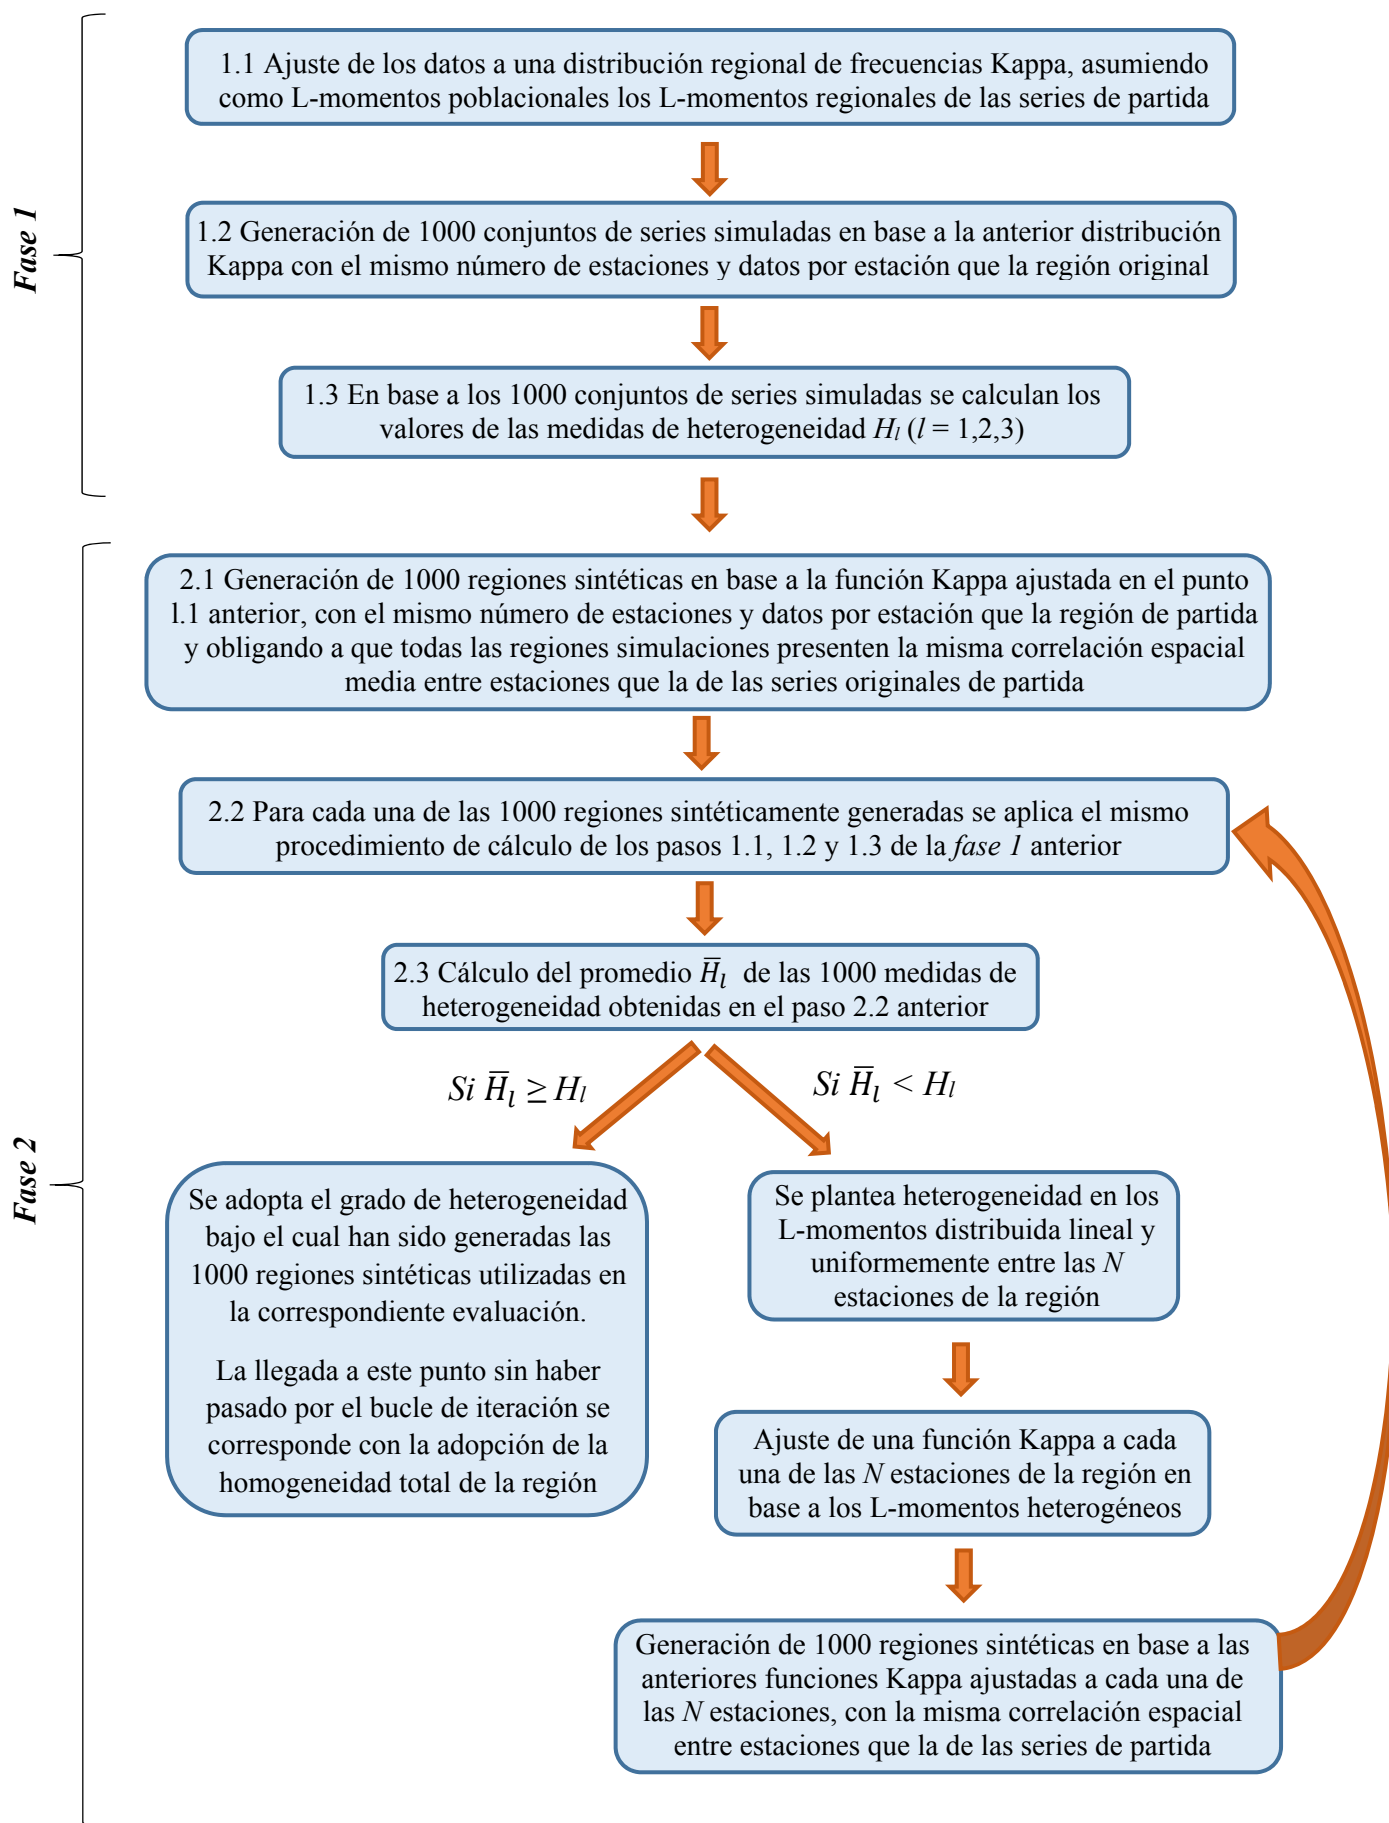 Fase 1
1.1 Ajuste de los datos a una distribución regional de frecuencias Kappa, asumiendo
como L-momentos poblacionales los L-momentos regionales de las series de partida
1.2 Generación de 1000 conjuntos de series simuladas en base a la anterior distribución
Kappa con el mismo número de estaciones y datos por estación que la región original
1.3 En base a los 1000 conjuntos de series simuladas se calculan los
valores de las medidas de heterogeneidad Hₗ (l = 1,2,3)
Fase 2
2.1 Generación de 1000 regiones sintéticas en base a la función Kappa ajustada en el punto
1.1 anterior, con el mismo número de estaciones y datos por estación que la región de partida
y obligando a que todas las regiones simulaciones presenten la misma correlación espacial
media entre estaciones que la de las series originales de partida
2.2 Para cada una de las 1000 regiones sintéticamente generadas se aplica el mismo
procedimiento de cálculo de los pasos 1.1, 1.2 y 1.3 de la fase 1 anterior
2.3 Cálculo del promedio H̅ₗ de las 1000 medidas de
heterogeneidad obtenidas en el paso 2.2 anterior
Si H̅ₗ ≥ Hₗ
Si H̅ₗ < Hₗ
Se adopta el grado de heterogeneidad
bajo el cual han sido generadas las
1000 regiones sintéticas utilizadas en
la correspondiente evaluación.
La llegada a este punto sin haber
pasado por el bucle de iteración se
corresponde con la adopción de la
homogeneidad total de la región
Se plantea heterogeneidad en los
L-momentos distribuida lineal y
uniformemente entre las N
estaciones de la región
Ajuste de una función Kappa a cada
una de las N estaciones de la región en
base a los L-momentos heterogéneos
Generación de 1000 regiones sintéticas en base a las
anteriores funciones Kappa ajustadas a cada una de
las N estaciones, con la misma correlación espacial
entre estaciones que la de las series de partida